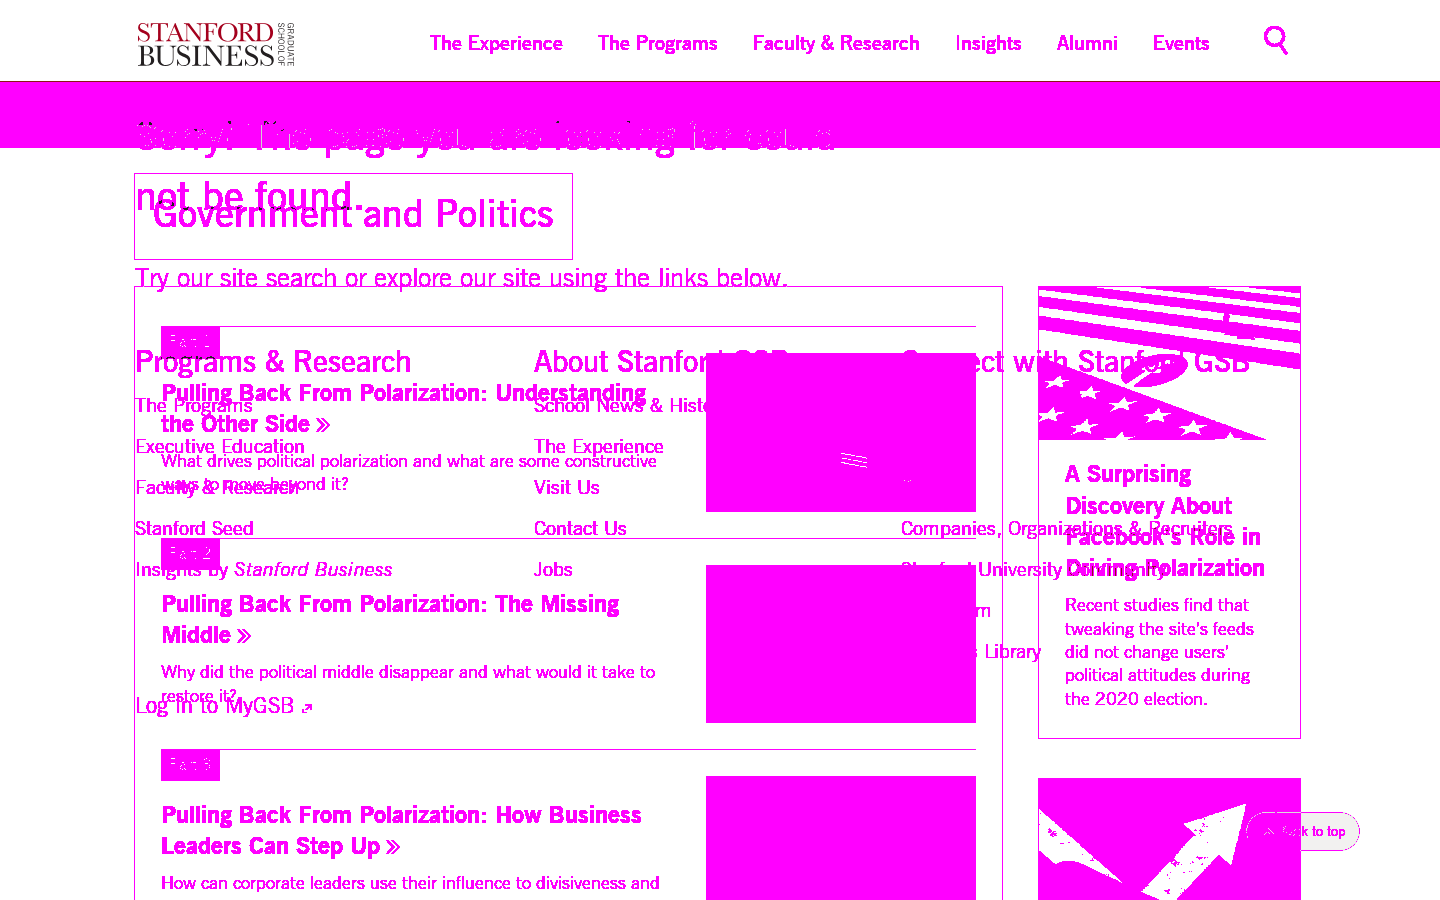 STANFORD
BUSINESS
GRADUATE
SCHOOL OF
The Experience
The Programs
Faculty & Research
Insights
Alumni
Events
Sorry! The page you are looking for could
not be found.
Government and Politics
Try our site search or explore our site using the links below.
Part 1
Programs & Research
About Stanford GSB
Connect with Stanford GSB
Pulling Back From Polarization: Understanding
the Other Side »
The Programs
School News & Histo
Executive Education
The Experience
What drives political polarization and what are some constructive
ways to move beyond it?
Faculty & Research
Visit Us
A Surprising
Discovery About
Facebook's Role in
Driving Polarization
Stanford Seed
Contact Us
Companies, Organizations & Recruiters
Part 2
Insights by Stanford Business
Jobs
Stanford University Community
Pulling Back From Polarization: The Missing
Middle »
Recent studies find that
tweaking the site's feeds
did not change users'
political attitudes during
the 2020 election.
Library
Why did the political middle disappear and what would it take to
restore it?
Log In to MyGSB
Part 3
Pulling Back From Polarization: How Business
Leaders Can Step Up »
Back to top
How can corporate leaders use their influence to divisiveness and